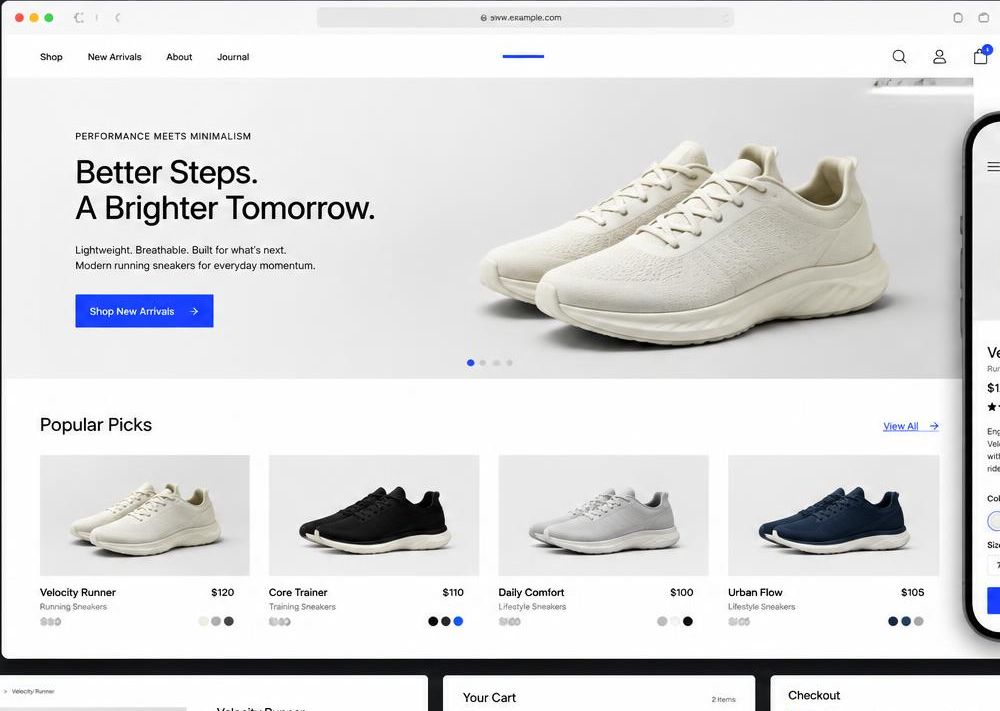 Shop New Arrivals About Journal
PERFORMANCE MEETS MINIMALISM
Better Steps.
A Brighter Tomorrow.
Lightweight. Breathable. Built for what's next.
Modern running sneakers for everyday momentum.
Shop New Arrivals →
Popular Picks
View All →
Velocity Runner $120
Running Sneakers
Core Trainer $110
Training Sneakers
Daily Comfort $100
Lifestyle Sneakers
Urban Flow $105
Lifestyle Sneakers
> Velocity Runner
Velocity Runner
Your Cart 2 Items
Checkout